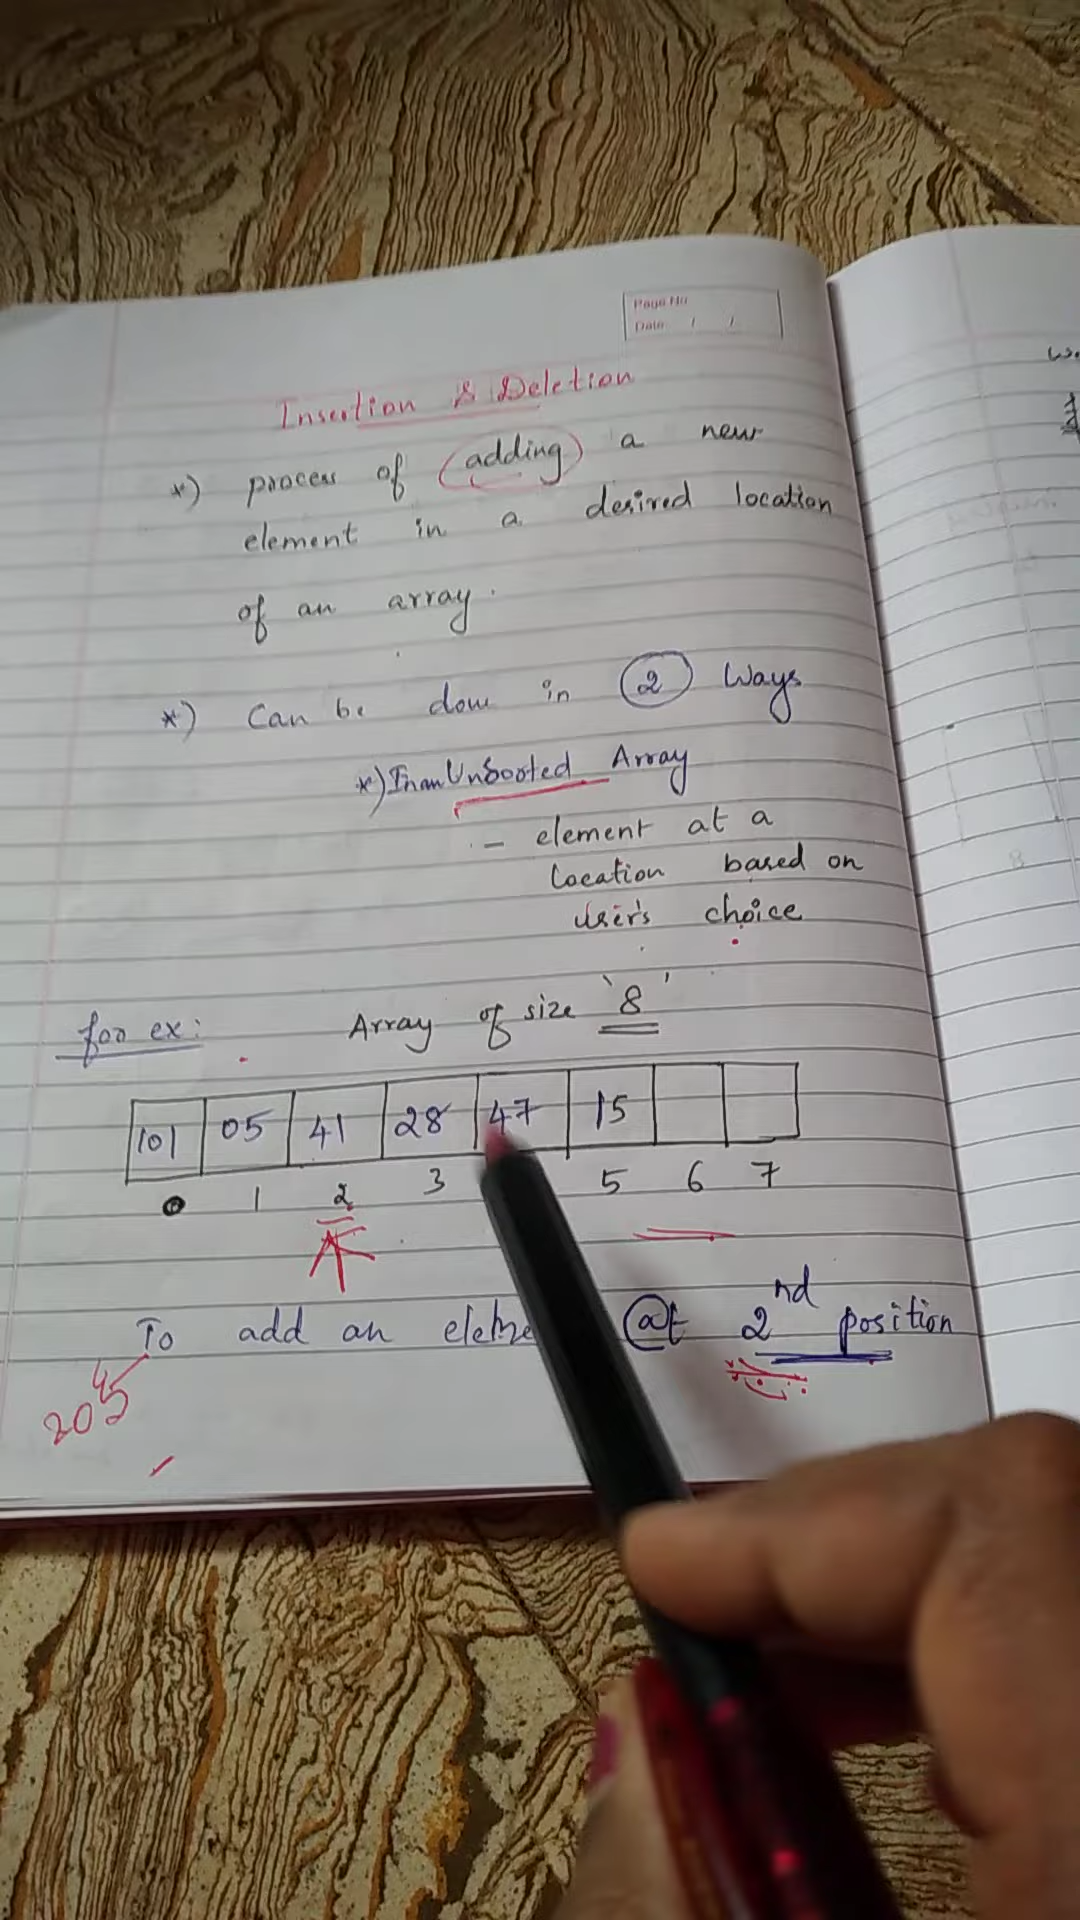 Page No
Date / /
Insertion & Deletion
*) process of adding a new
element in a desired location
of an array.
*) Can be done in 2 Ways
*) In an Unsorted Array
- element at a
location based on
user's choice
for ex: Array of size '8'
101 05 41 28 47 15
0 1 2 3 5 6 7
To add an eleme @t 2nd position
205